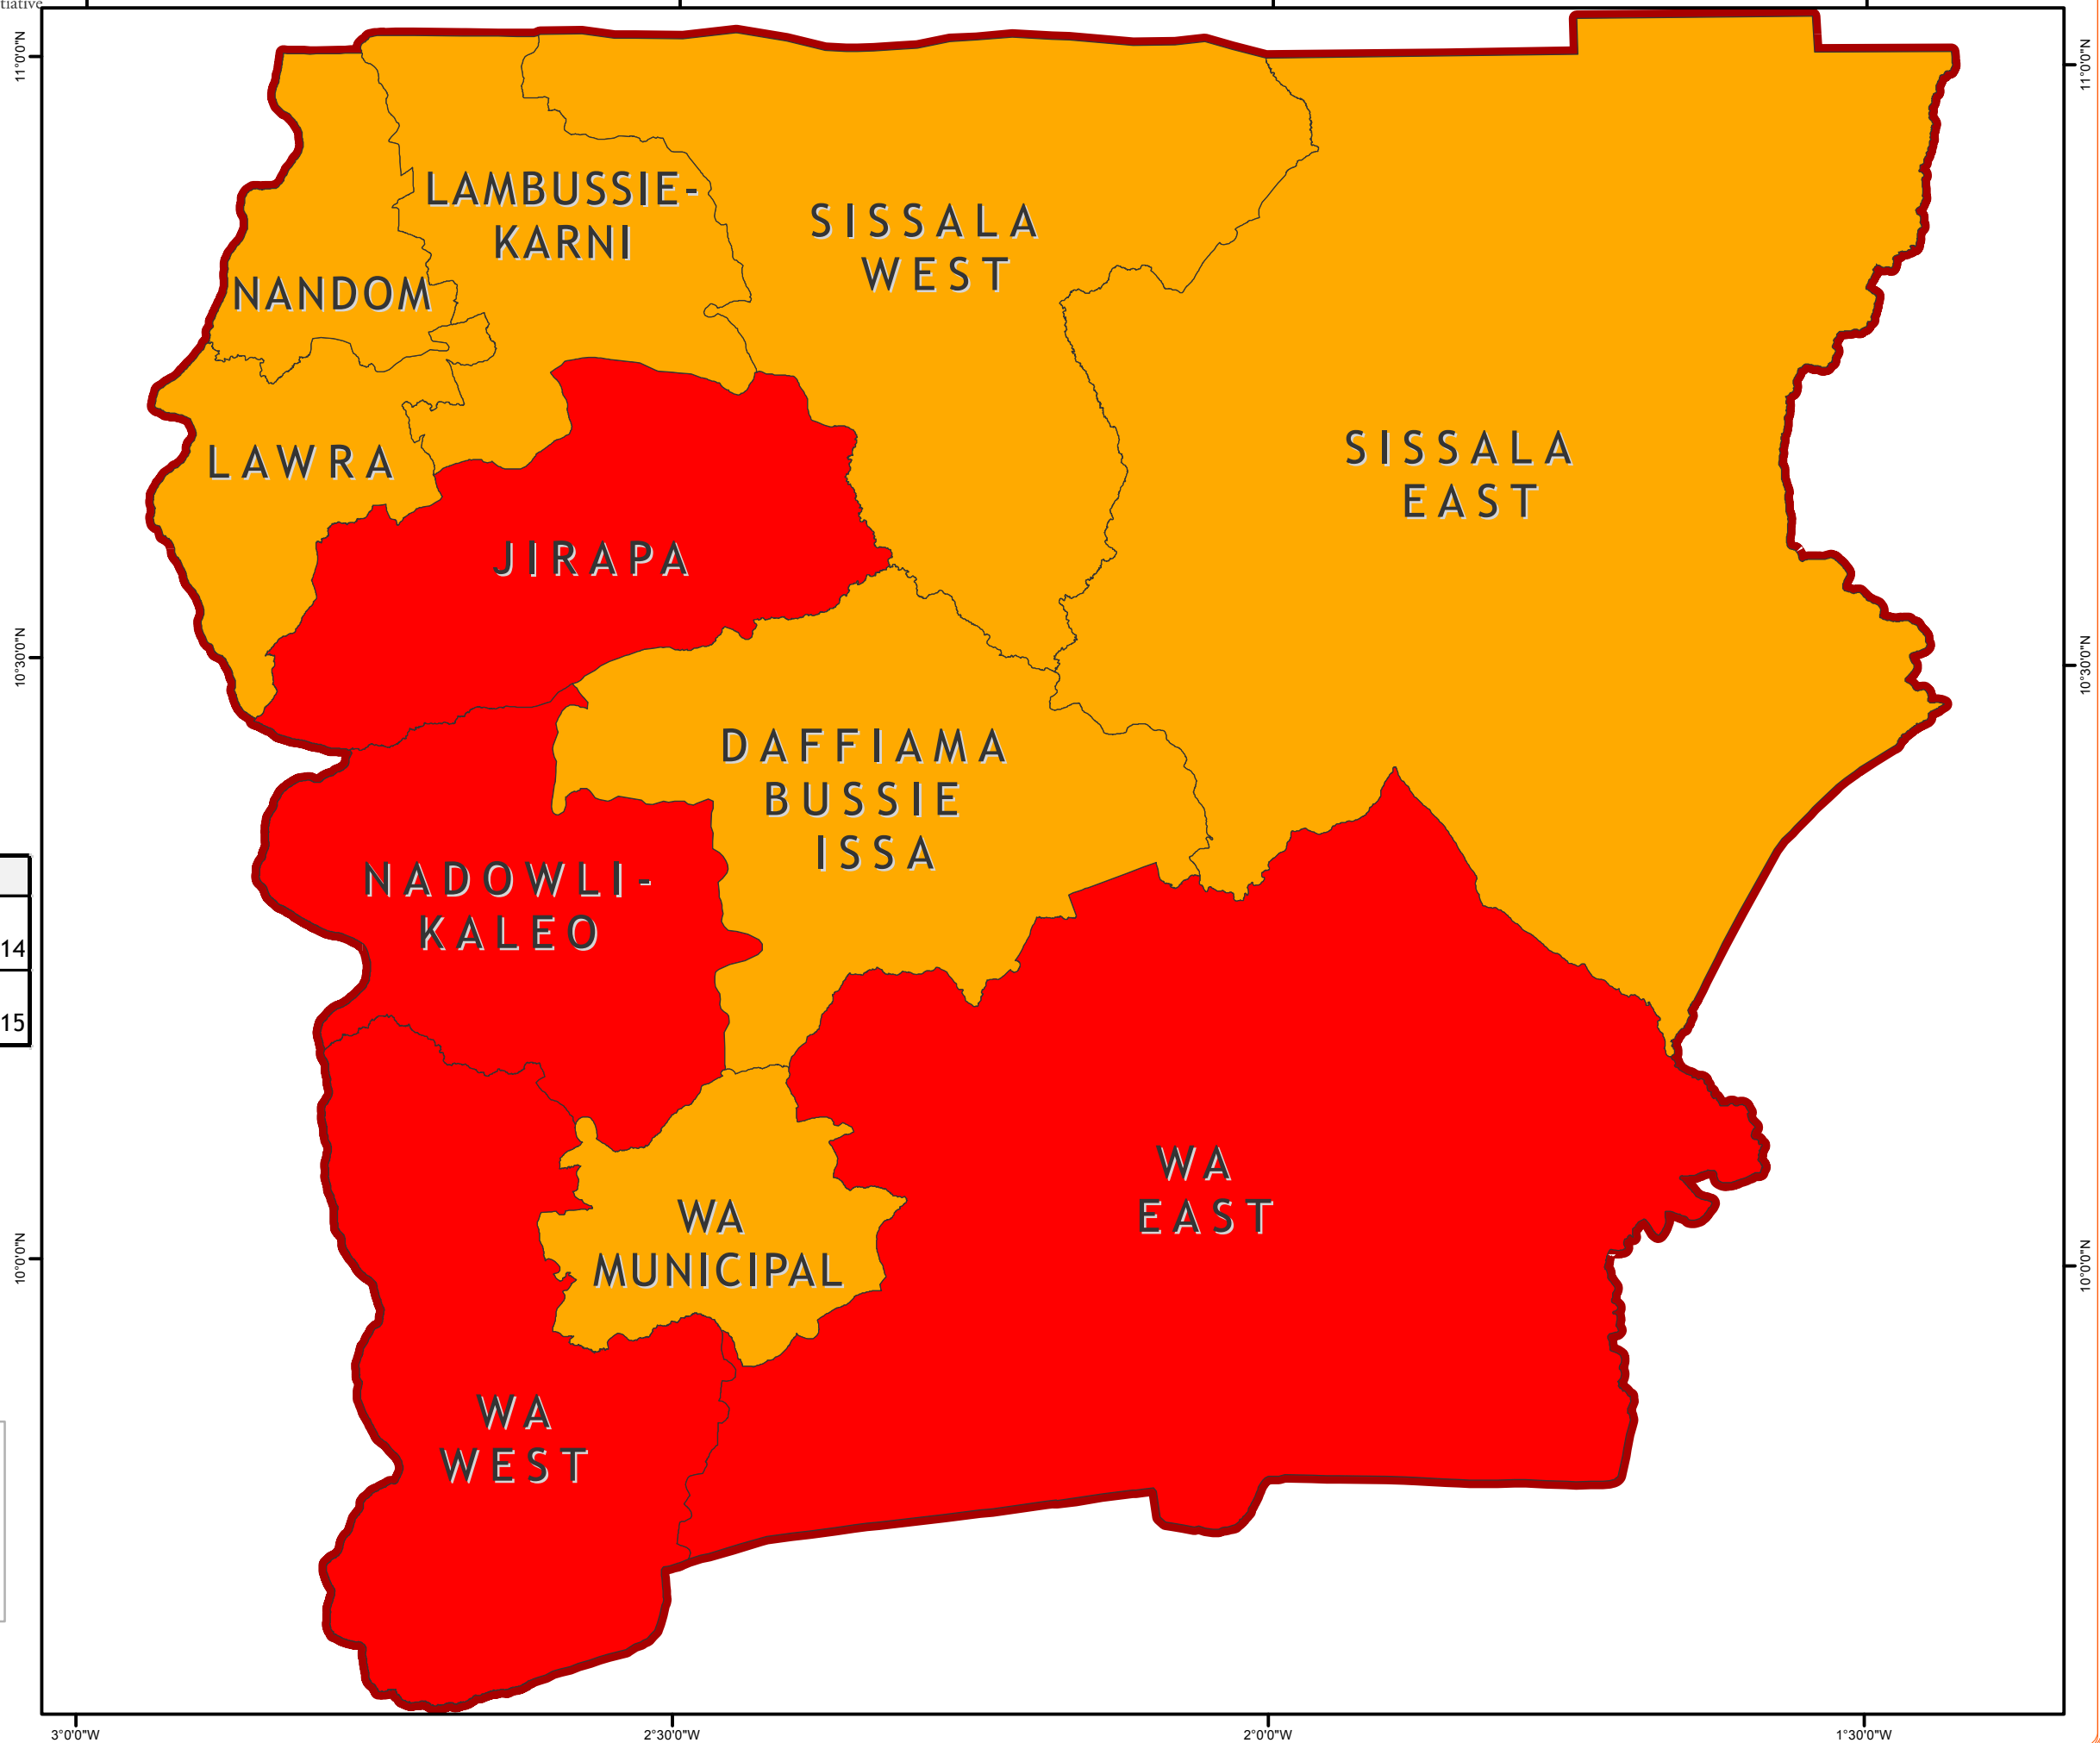 tiative
11°0'0"N
11°0'0"N
LAMBUSSIE-
KARNI
SISSALA
WEST
NANDOM
LAWRA
SISSALA
EAST
JIRAPA
10°30'0"N
10°30'0"N
DAFFIAMA
BUSSIE
ISSA
NADOWLI-
KALEO
14
15
WA
EAST
WA
MUNICIPAL
10°0'0"N
10°0'0"N
WA
WEST
3°0'0"W
2°30'0"W
2°0'0"W
1°30'0"W